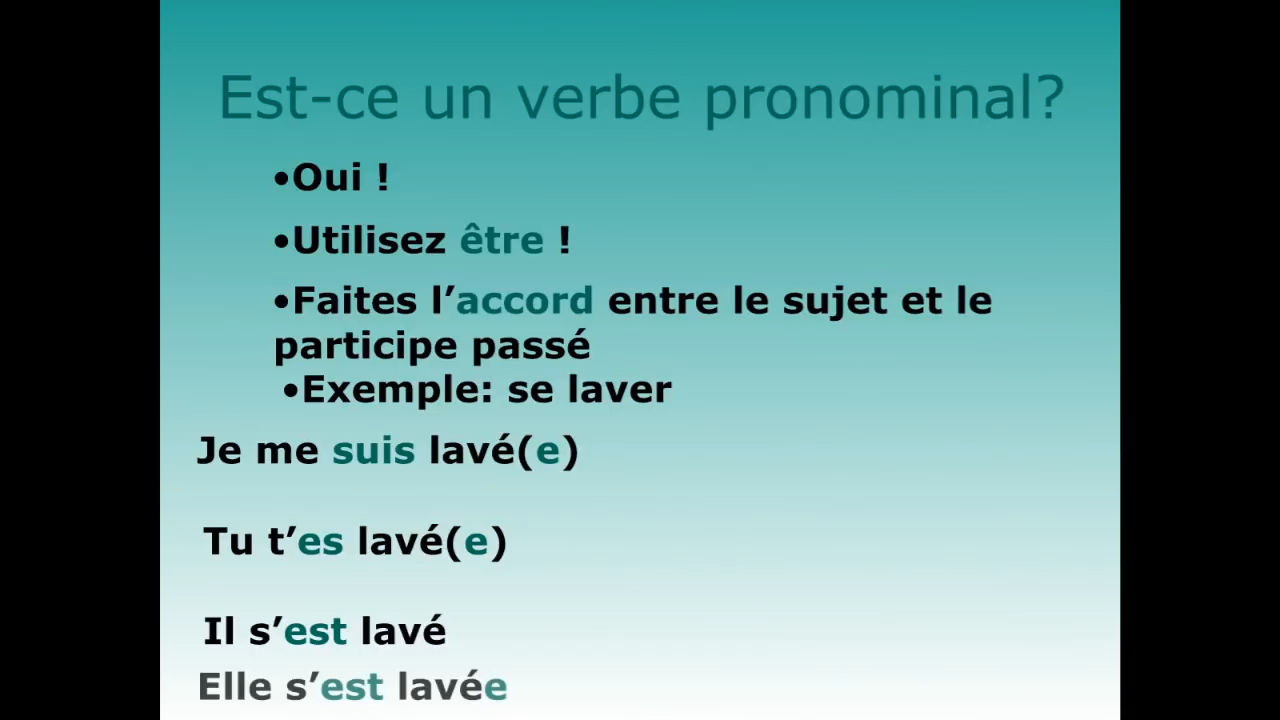 Est-ce un verbe pronominal?
•Oui !
•Utilisez être !
•Faites l’accord entre le sujet et le
participe passé
•Exemple: se laver
Je me suis lavé(e)
Tu t’es lavé(e)
Il s’est lavé
Elle s’est lavée